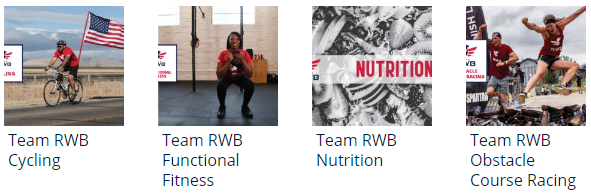 NUTRITION
Team RWB
Cycling
Team RWB
Functional
Fitness
Team RWB
Nutrition
Team RWB
Obstacle
Course Racing